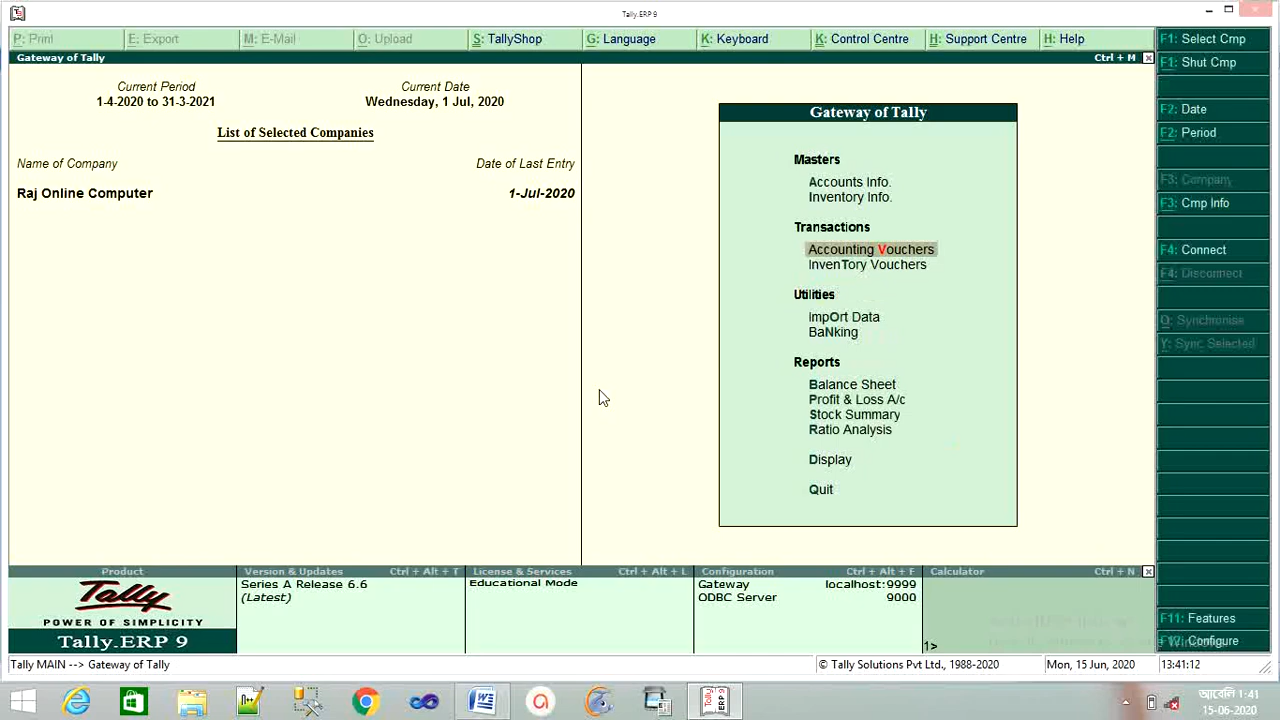 Tally.ERP 9
P: Print E: Export M: E-Mail O: Upload S: TallyShop G: Language K: Keyboard K: Control Centre H: Support Centre H: Help
Gateway of Tally Ctrl + M
Current Period Current Date
1-4-2020 to 31-3-2021 Wednesday, 1 Jul, 2020
List of Selected Companies
Name of Company Date of Last Entry
Raj Online Computer 1-Jul-2020
Gateway of Tally
Masters
Accounts Info.
Inventory Info.
Transactions
Accounting Vouchers
InvenTory Vouchers
Utilities
ImpOrt Data
BaNking
Reports
Balance Sheet
Profit & Loss A/c
Stock Summary
Ratio Analysis
Display
Quit
F1: Select Cmp
F1: Shut Cmp
F2: Date
F2: Period
F3: Company
F3: Cmp Info
F4: Connect
F4: Disconnect
Q: Synchronise
Y: Sync Selected
F11: Features
F12: Configure
Product
Tally
POWER OF SIMPLICITY
Tally.ERP 9
Version & Updates Ctrl + Alt + T
Series A Release 6.6
(Latest)
License & Services Ctrl + Alt + L
Educational Mode
Configuration Ctrl + Alt + F
Gateway localhost:9999
ODBC Server 9000
Calculator Ctrl + N
1>
Tally MAIN --> Gateway of Tally © Tally Solutions Pvt Ltd., 1988-2020 Mon, 15 Jun, 2020 13:41:12
আবেলি 1:41
15-06-2020